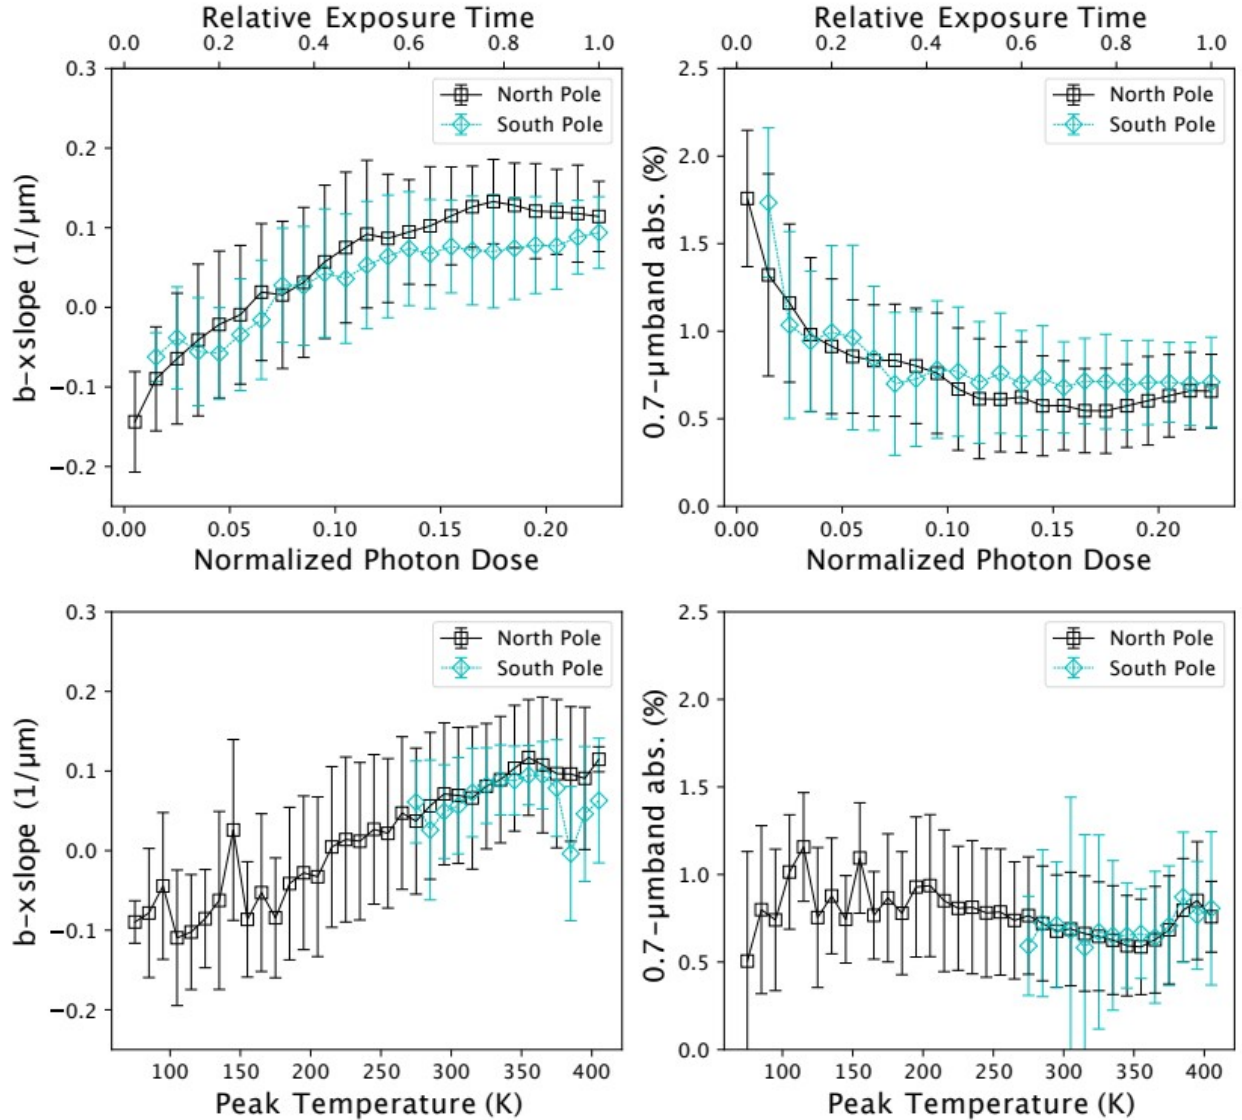 Relative Exposure Time
0.0 0.2 0.4 0.6 0.8 1.0
0.3
0.2
0.1
0.0
−0.1
−0.2
b−x slope (1/μm)
North Pole
South Pole
0.00 0.05 0.10 0.15 0.20
Normalized Photon Dose
Relative Exposure Time
0.0 0.2 0.4 0.6 0.8 1.0
2.5
2.0
1.5
1.0
0.5
0.0
0.7−μmband abs. (%)
North Pole
South Pole
0.00 0.05 0.10 0.15 0.20
Normalized Photon Dose
0.3
0.2
0.1
0.0
−0.1
−0.2
b−x slope (1/μm)
North Pole
South Pole
100 150 200 250 300 350 400
Peak Temperature (K)
2.5
2.0
1.5
1.0
0.5
0.0
0.7−μmband abs. (%)
North Pole
South Pole
100 150 200 250 300 350 400
Peak Temperature (K)